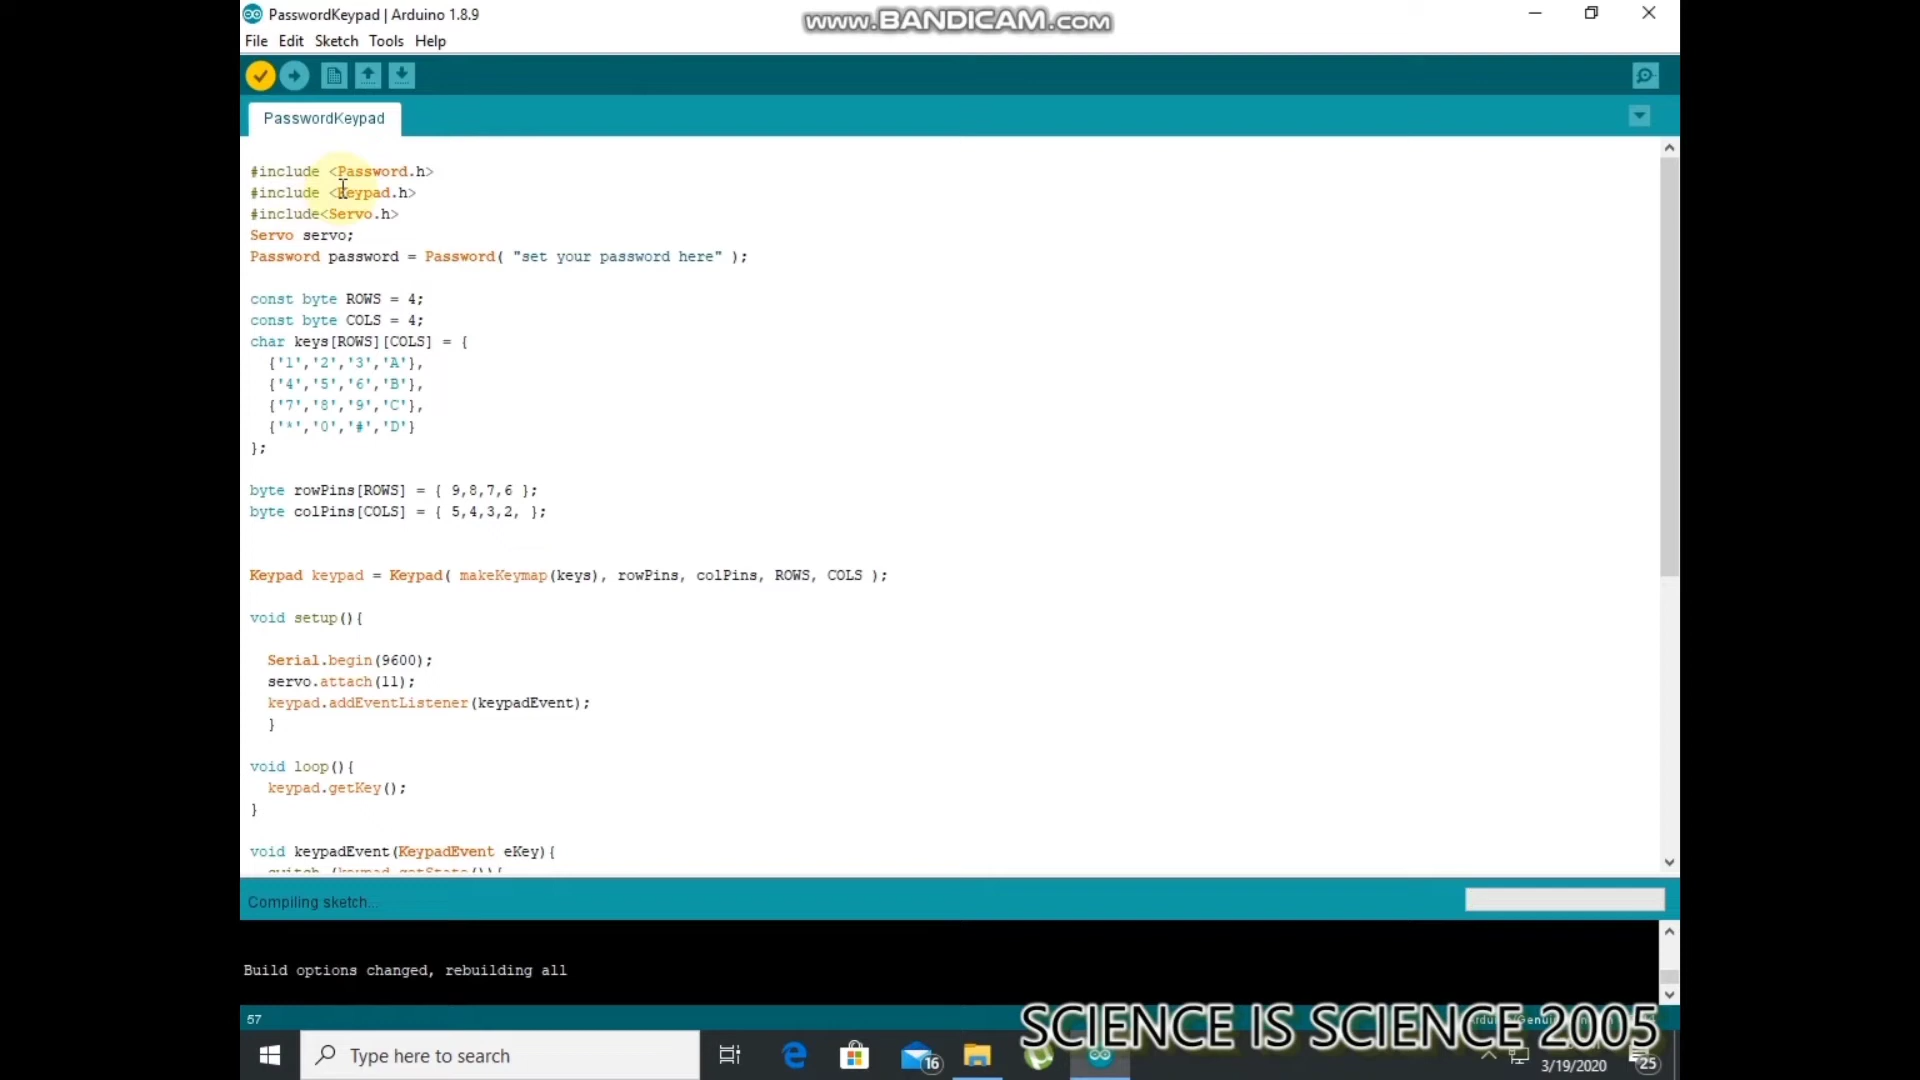 PasswordKeypad | Arduino 1.8.9
www.BANDICAM.com
File Edit Sketch Tools Help
PasswordKeypad
#include <Password.h>
#include <Keypad.h>
#include<Servo.h>
Servo servo;
Password password = Password( "set your password here" );
const byte ROWS = 4;
const byte COLS = 4;
char keys[ROWS][COLS] = {
{'1','2','3','A'},
{'4','5','6','B'},
{'7','8','9','C'},
{'*','0','#','D'}
};
byte rowPins[ROWS] = { 9,8,7,6 };
byte colPins[COLS] = { 5,4,3,2, };
Keypad keypad = Keypad( makeKeymap(keys), rowPins, colPins, ROWS, COLS );
void setup(){
Serial.begin(9600);
servo.attach(11);
keypad.addEventListener(keypadEvent);
}
void loop(){
keypad.getKey();
}
void keypadEvent(KeypadEvent eKey){
switch (keypad.getState()){
Compiling sketch...
Build options changed, rebuilding all
57
SCIENCE IS SCIENCE 2005
Type here to search
16
3/19/2020
25